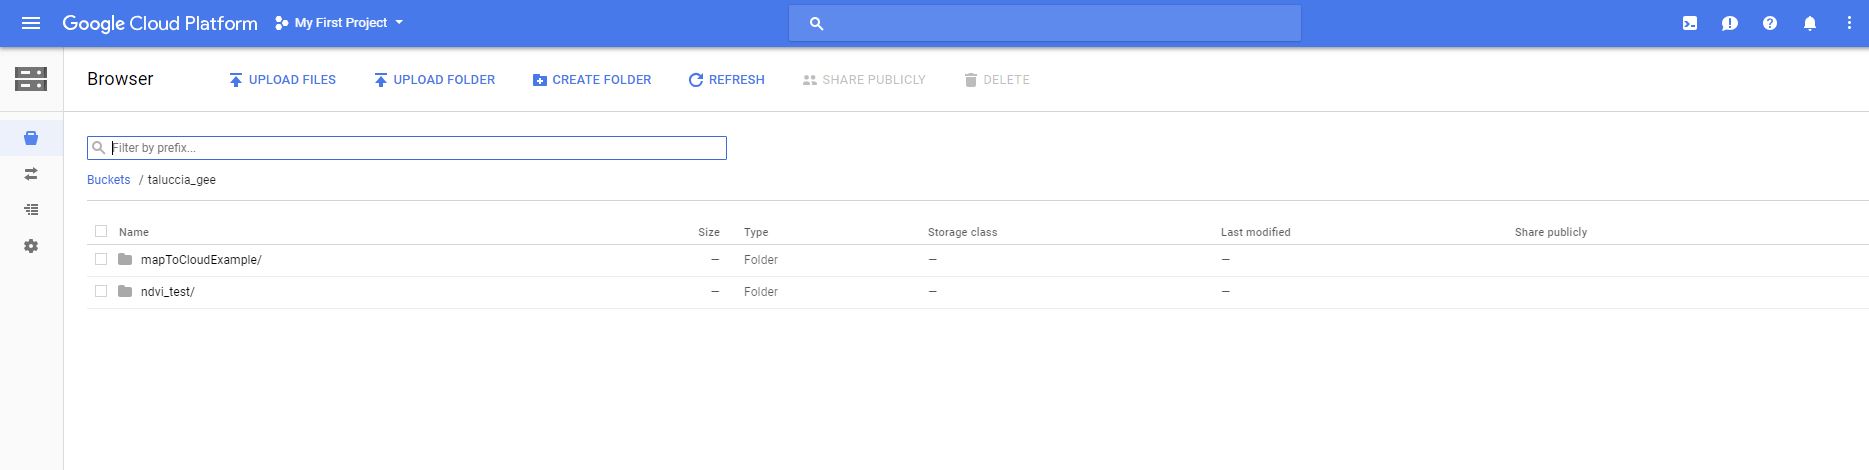 Google Cloud Platform My First Project
Browser UPLOAD FILES UPLOAD FOLDER CREATE FOLDER REFRESH SHARE PUBLICLY DELETE
Filter by prefix...
Buckets / taluccia_gee
Name Size Type Storage class Last modified Share publicly
mapToCloudExample/ — Folder — —
ndvi_test/ — Folder — —